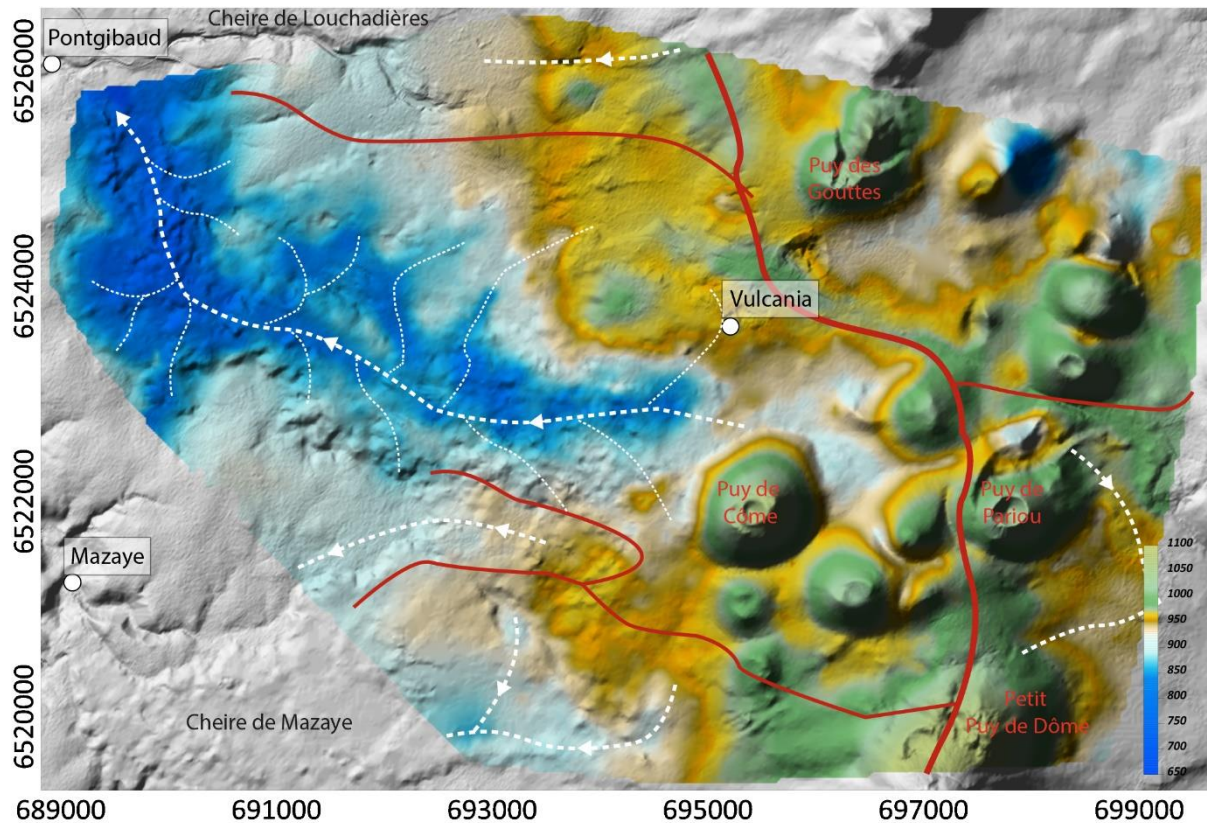 Cheire de Louchadières
Pontgibaud
6526000
Puy des
Gouttes
6524000
Vulcania
6522000
Puy de
Côme
Puy de
Pariou
Mazaye
1100
1050
1000
950
900
850
800
750
700
650
6520000
Cheire de Mazaye
Petit
Puy de Dôme
689000 691000 693000 695000 697000 699000